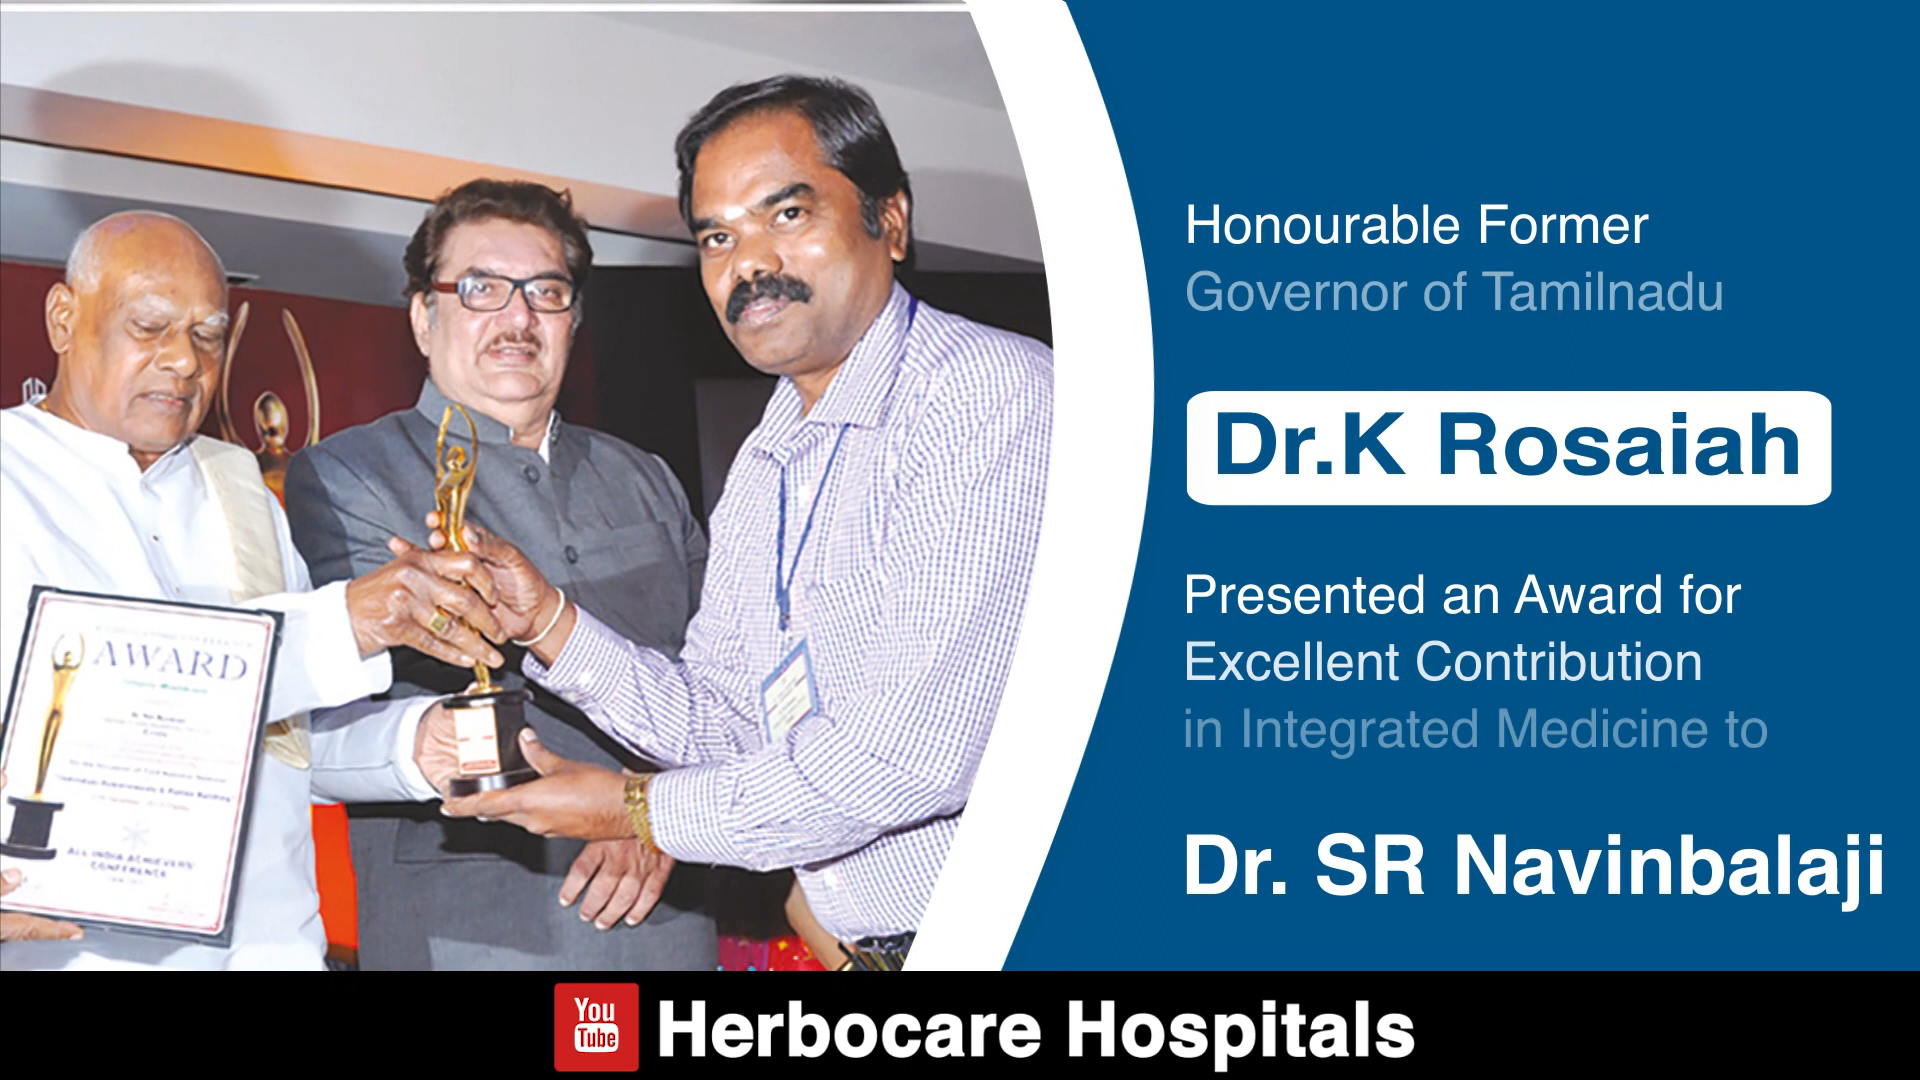 Honourable Former
Governor of Tamilnadu
Dr.K Rosaiah
Presented an Award for
Excellent Contribution
in Integrated Medicine to
Dr. SR Navinbalaji
AWARD
ALL INDIA ACHIEVERS'
CONFERENCE
You
Tube
Herbocare Hospitals